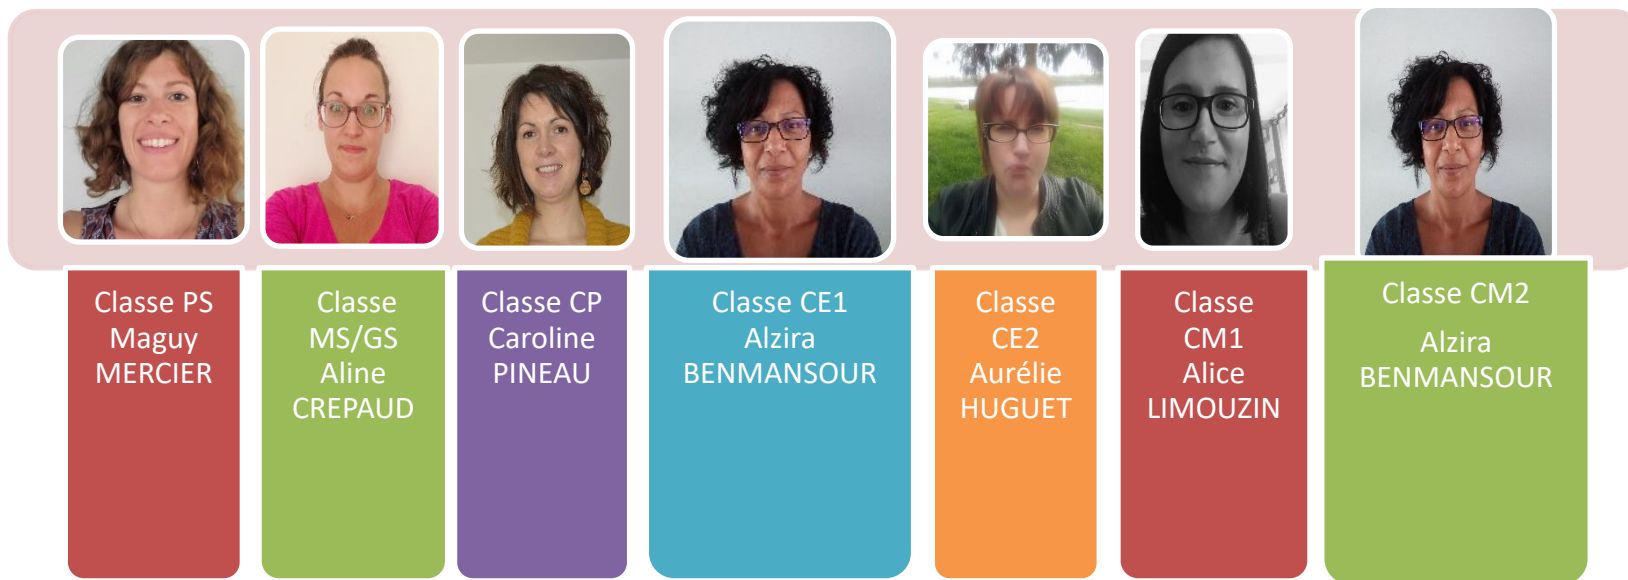 Classe PS
Maguy
MERCIER
Classe
MS/GS
Aline
CREPAUD
Classe CP
Caroline
PINEAU
Classe CE1
Alzira
BENMANSOUR
Classe
CE2
Aurélie
HUGUET
Classe
CM1
Alice
LIMOUZIN
Classe CM2
Alzira
BENMANSOUR